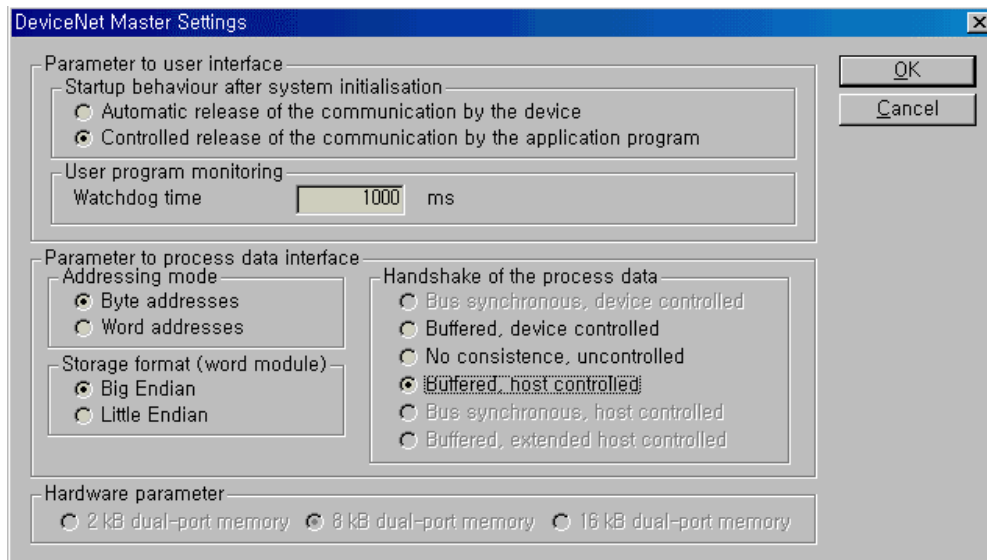 DeviceNet Master Settings
Parameter to user interface
Startup behaviour after system initialisation
Automatic release of the communication by the device
Controlled release of the communication by the application program
User program monitoring
Watchdog time 1000 ms
OK
Cancel
Parameter to process data interface
Addressing mode
Byte addresses
Word addresses
Storage format (word module)
Big Endian
Little Endian
Handshake of the process data
Bus synchronous, device controlled
Buffered, device controlled
No consistence, uncontrolled
Buffered, host controlled
Bus synchronous, host controlled
Buffered, extended host controlled
Hardware parameter
2 kB dual-port memory 8 kB dual-port memory 16 kB dual-port memory